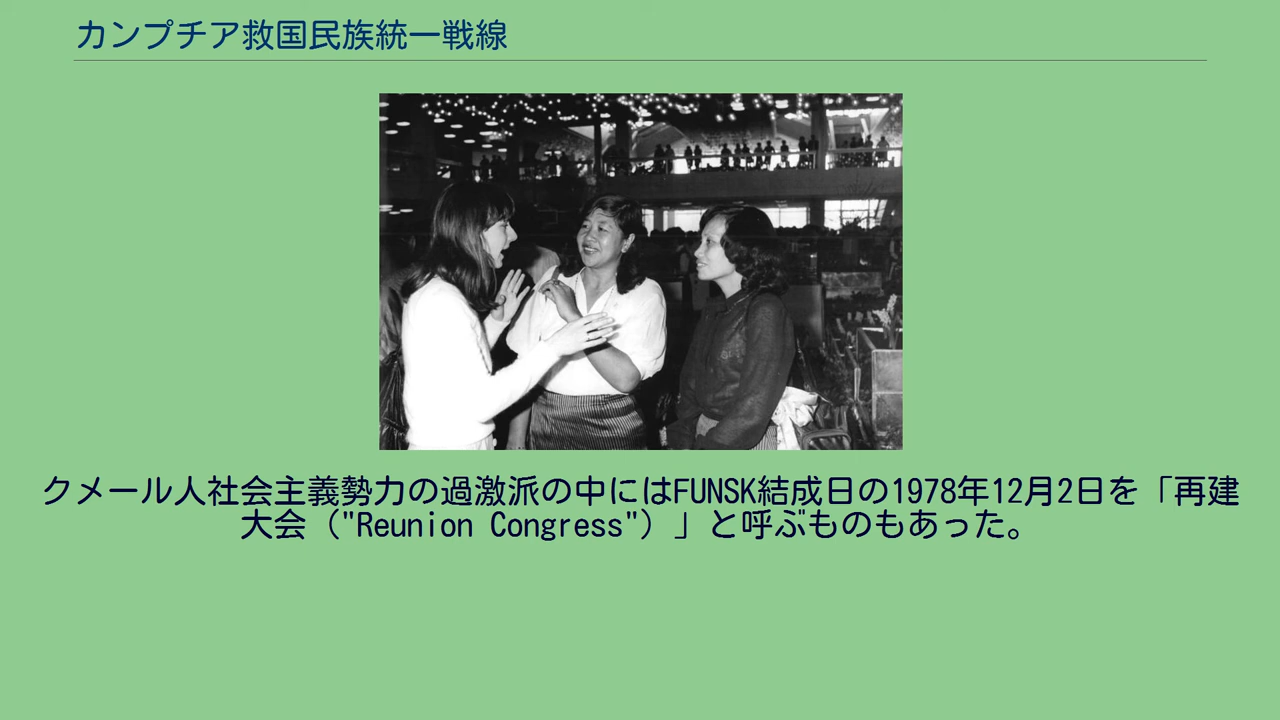 カンプチア救国民族統一戦線
クメール人社会主義勢力の過激派の中にはFUNSK結成日の1978年12月2日を「再建
大会（"Reunion Congress"）」と呼ぶものもあった。